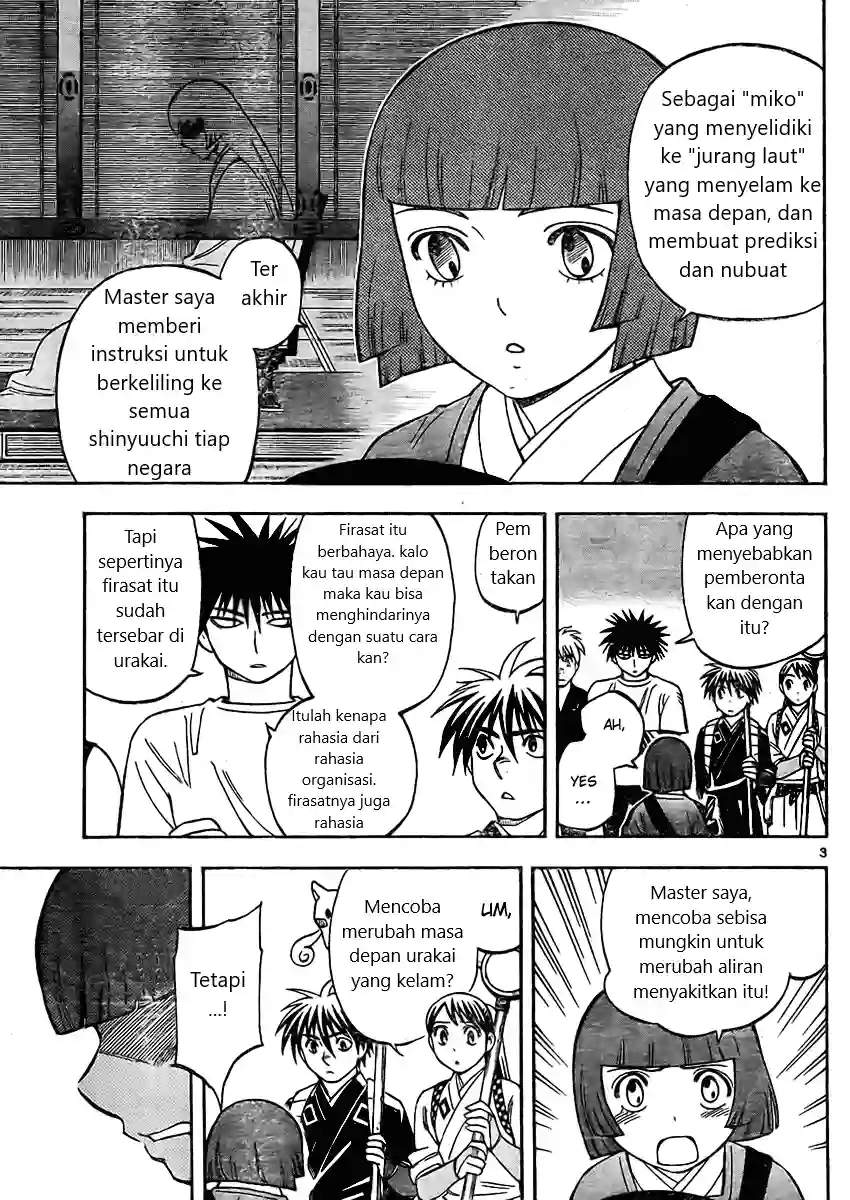 Sebagai "miko"
yang menyelidiki
ke "jurang laut"
yang menyelam ke
masa depan, dan
membuat prediksi
dan nubuat
Ter
akhir
Master saya
memberi
instruksi untuk
berkeliling ke
semua
shinyuuchi tiap
negara
Apa yang
menyebabkan
pemberonta
kan dengan
itu?
AH,
YES
...
Pem
beron
takan
Firasat itu
berbahaya. kalo
kau tau masa depan
maka kau bisa
menghindarinya
dengan suatu cara
kan?
Itulah kenapa
rahasia dari
rahasia
organisasi.
firasatnya juga
rahasia
Tapi
sepertinya
firasat itu
sudah
tersebar di
urakai.
3
Master saya,
mencoba sebisa
mungkin untuk
merubah aliran
menyakitkan itu!
UM,
Mencoba
merubah masa
depan urakai
yang kelam?
Tetapi
...!